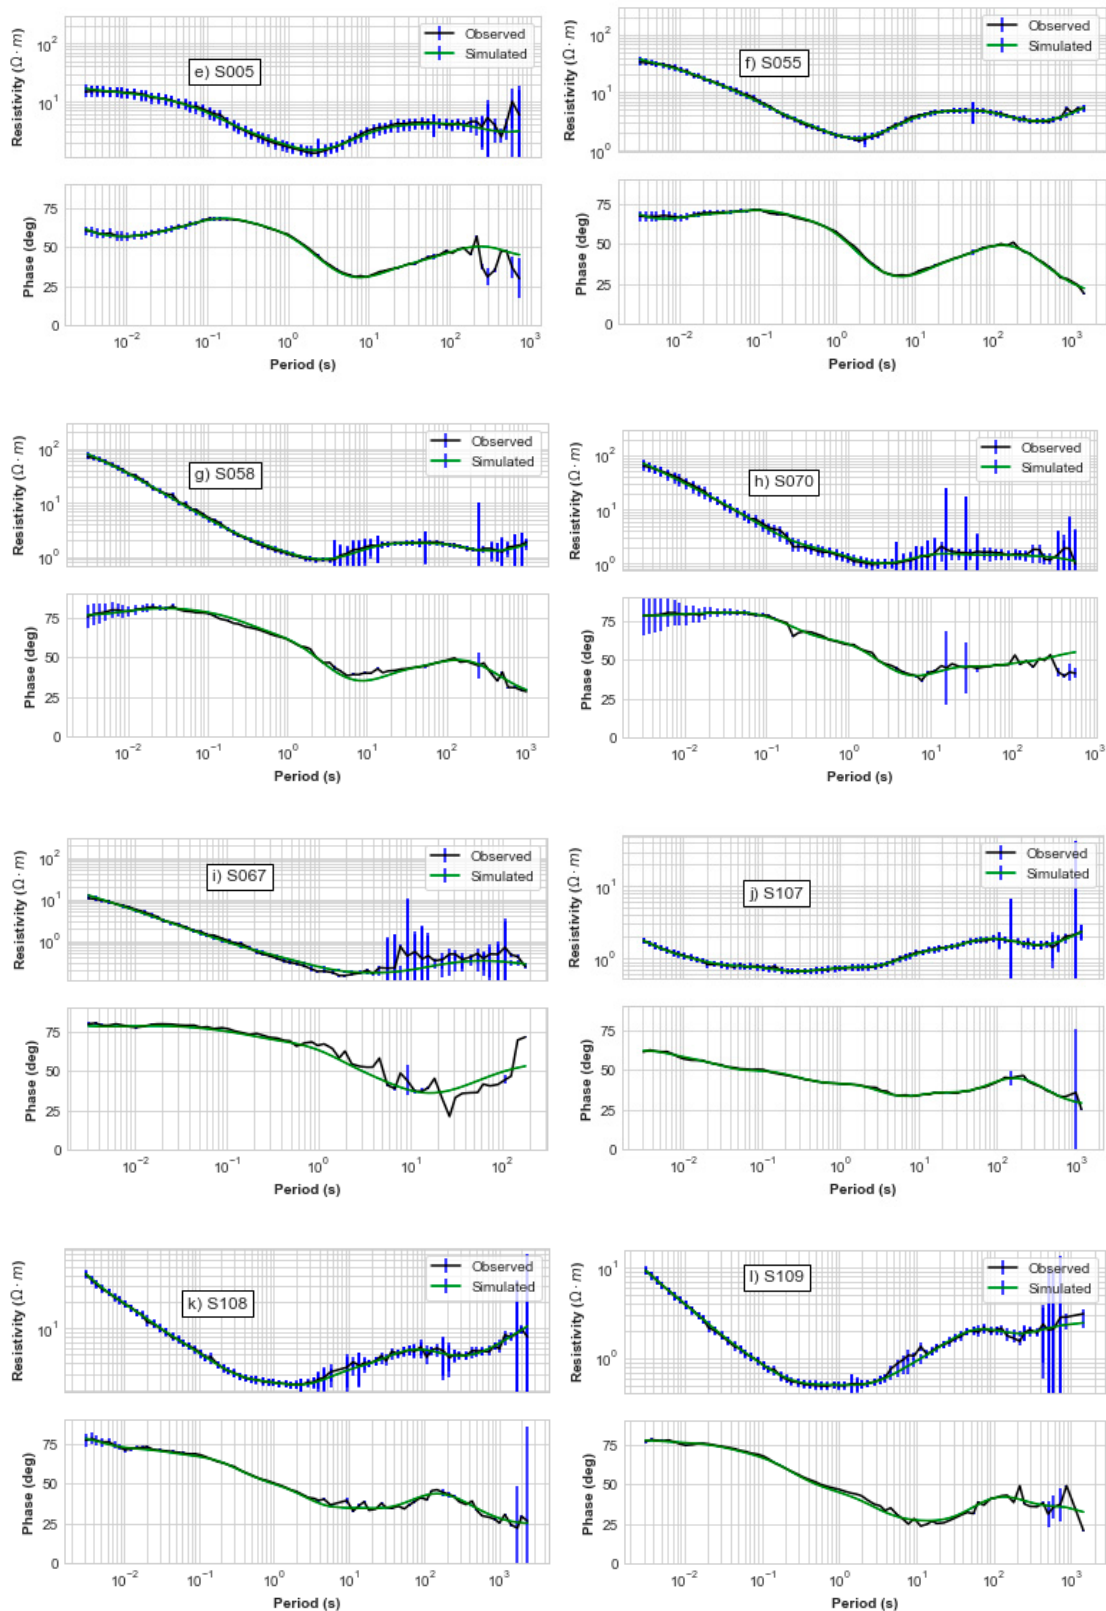 Resistivity (Ω · m)
10²
10¹
e) S005
Observed
Simulated
Phase (deg)
75
50
25
0
10⁻² 10⁻¹ 10⁰ 10¹ 10² 10³
Period (s)
Resistivity (Ω · m)
10²
10¹
10⁰
f) S055
Observed
Simulated
Phase (deg)
75
50
25
0
10⁻² 10⁻¹ 10⁰ 10¹ 10² 10³
Period (s)
Resistivity (Ω · m)
10²
10¹
10⁰
g) S058
Observed
Simulated
Phase (deg)
75
50
25
0
10⁻² 10⁻¹ 10⁰ 10¹ 10² 10³
Period (s)
Resistivity (Ω · m)
10²
10¹
10⁰
h) S070
Observed
Simulated
Phase (deg)
75
50
25
0
10⁻² 10⁻¹ 10⁰ 10¹ 10² 10³
Period (s)
Resistivity (Ω · m)
10²
10¹
10⁰
i) S067
Observed
Simulated
Phase (deg)
75
50
25
0
10⁻² 10⁻¹ 10⁰ 10¹ 10²
Period (s)
Resistivity (Ω · m)
10¹
10⁰
j) S107
Observed
Simulated
Phase (deg)
75
50
25
0
10⁻² 10⁻¹ 10⁰ 10¹ 10² 10³
Period (s)
Resistivity (Ω · m)
10¹
k) S108
Observed
Simulated
Phase (deg)
75
50
25
0
10⁻² 10⁻¹ 10⁰ 10¹ 10² 10³
Period (s)
Resistivity (Ω · m)
10¹
10⁰
l) S109
Observed
Simulated
Phase (deg)
75
50
25
0
10⁻² 10⁻¹ 10⁰ 10¹ 10² 10³
Period (s)